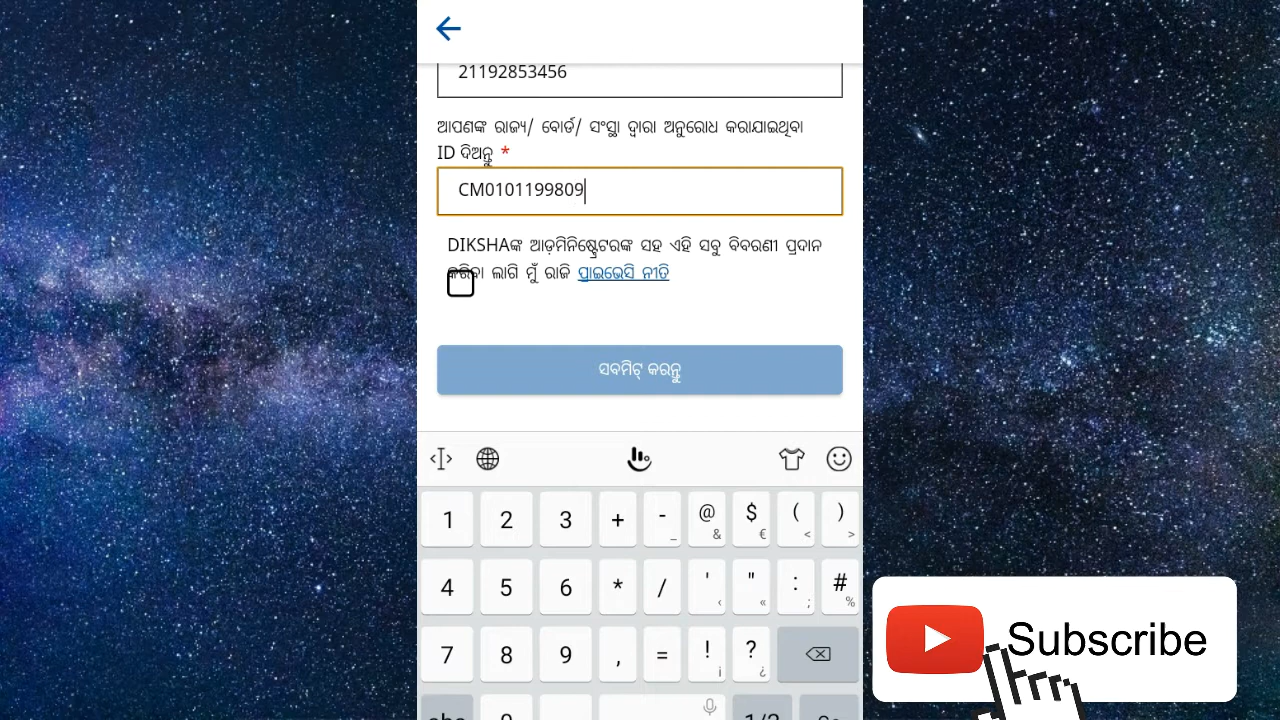 21192853456
ଆପଣଙ୍କ ରାଜ୍ୟ/ ବୋର୍ଡ/ ସଂସ୍ଥା ଦ୍ୱାରା ଅନୁରୋଧ କରାଯାଇଥିବା
ID ଦିଅନ୍ତୁ *
CM0101199809
DIKSHAଙ୍କ ଆଡ଼ମିନିଷ୍ଟ୍ରେଟରଙ୍କ ସହ ଏହି ସବୁ ବିବରଣୀ ପ୍ରଦାନ
କରିବା ଲାଗି ମୁଁ ରାଜି ପ୍ରାଇଭେସି ନୀତି
ସବମିଟ୍ କରନ୍ତୁ
1 2 3 + - _ @ & $ € ( < ) >
4 5 6 * / ' ‹ " « : ; # %
7 8 9 , = ! ¡ ? ¿
Subscribe